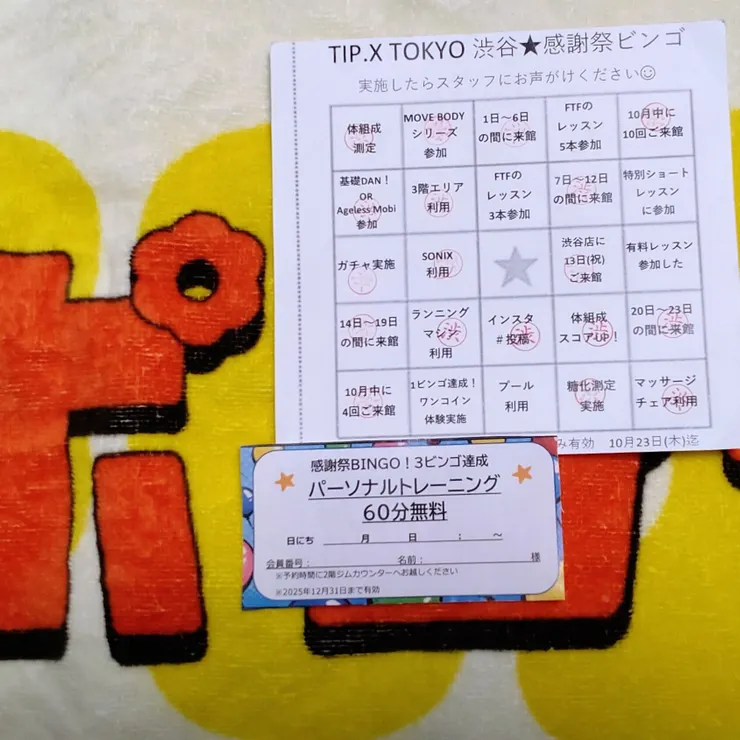 TIP.X TOKYO 渋谷★感謝祭ビンゴ
実施したらスタッフにお声がけください☺
体組成
測定
MOVE BODY
シリーズ
参加
1日～6日
の間に来館
FTFの
レッスン
5本参加
10月中に
10回ご来館
基礎DAN！
OR
Ageless Mobi
参加
3階エリア
利用
FTFの
レッスン
3本参加
7日～12日
の間に来館
特別ショート
レッスン
に参加
ガチャ実施
SONIX
利用
渋谷店に
13日(祝)
ご来館
有料レッスン
参加した
14日～19日
の間に来館
ランニング
マシン
利用
インスタ
#投稿
体組成
スコアUP！
20日～23日
の間に来館
10月中に
4回ご来館
1ビンゴ達成！
ワンコイン
体験実施
プール
利用
糖化測定
実施
マッサージ
チェア利用
み有効 10月23日(木)迄
感謝祭BINGO！3ビンゴ達成
パーソナルトレーニング
60分無料
日にち 月 日 ： ～
会員番号： 名前： 様
※予約時間に2階ジムカウンターへお越しください
※2025年12月31日まで有効